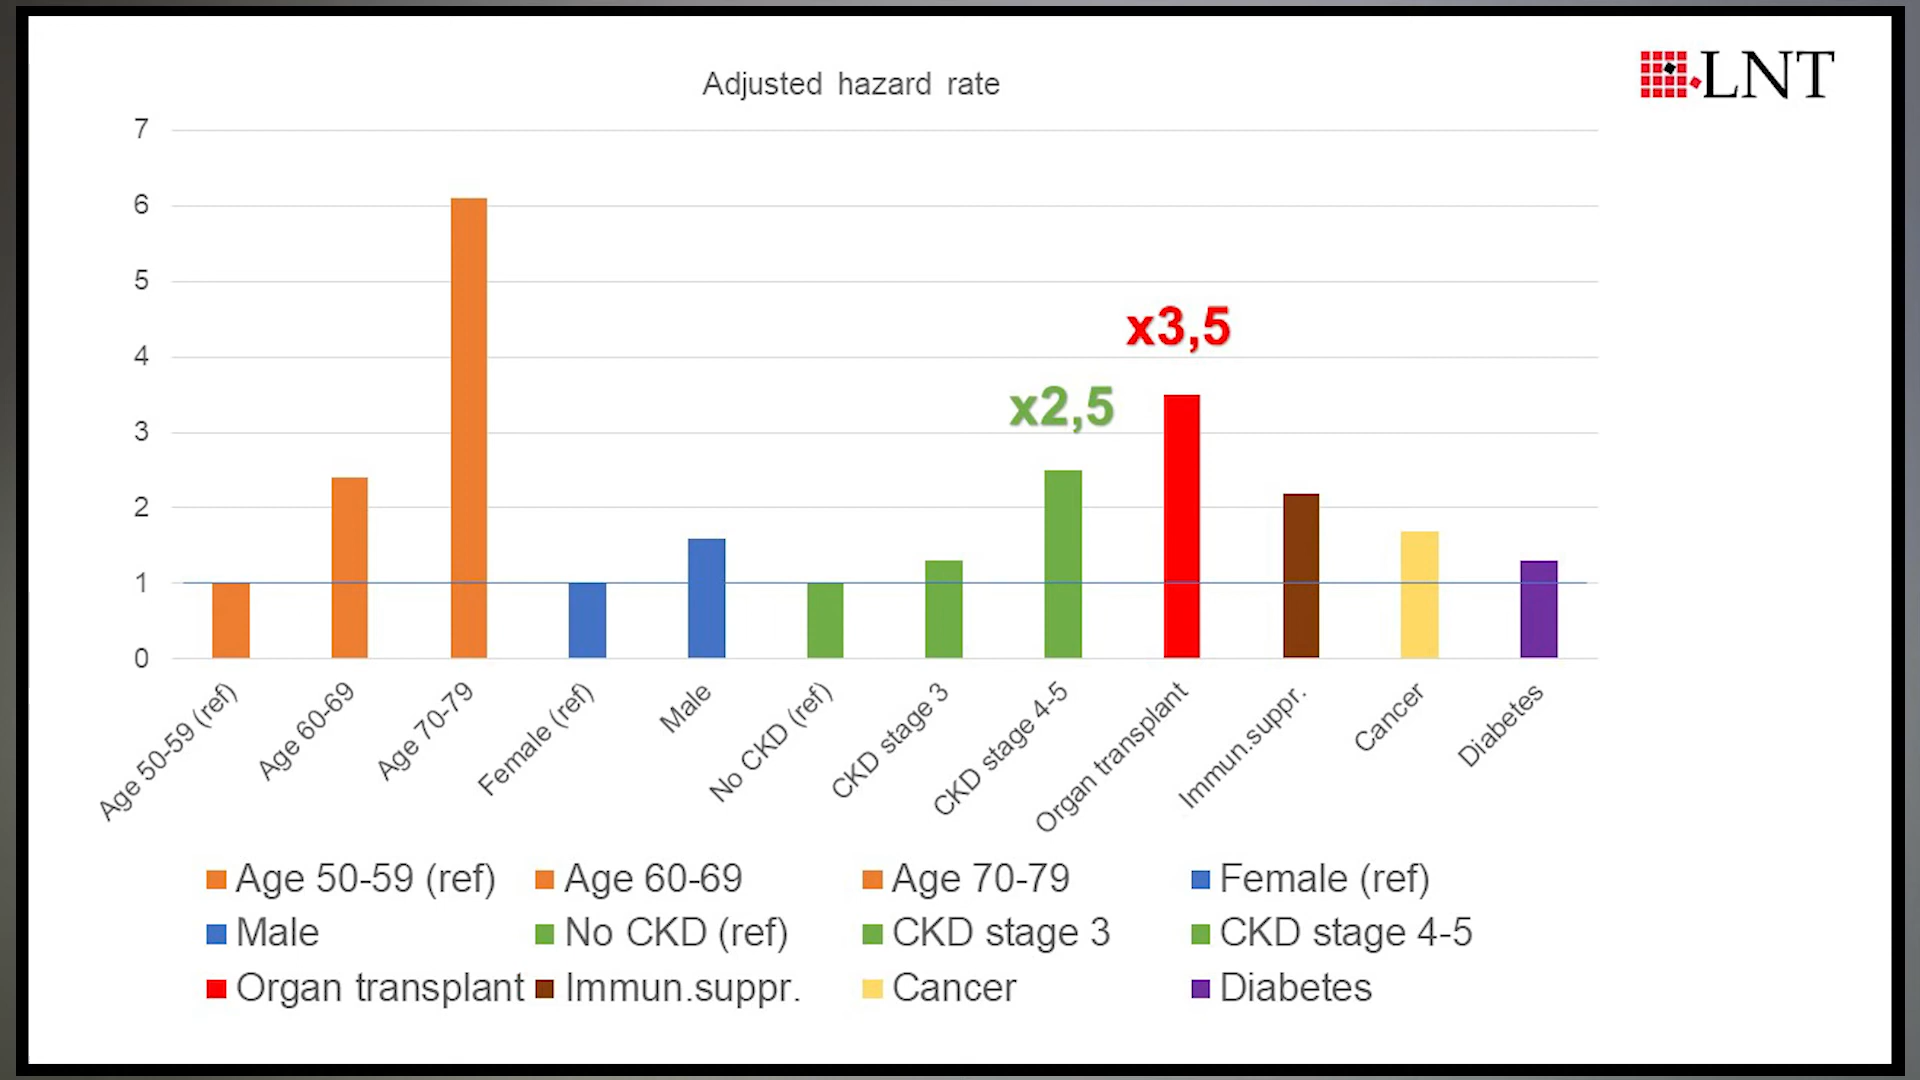 LNT
Adjusted hazard rate
7
6
5
4
3
2
1
0
x2,5
x3,5
Age 50-59 (ref)
Age 60-69
Age 70-79
Female (ref)
Male
No CKD (ref)
CKD stage 3
CKD stage 4-5
Organ transplant
Immun.suppr.
Cancer
Diabetes
Age 50-59 (ref) Age 60-69 Age 70-79 Female (ref)
Male No CKD (ref) CKD stage 3 CKD stage 4-5
Organ transplant Immun.suppr. Cancer Diabetes